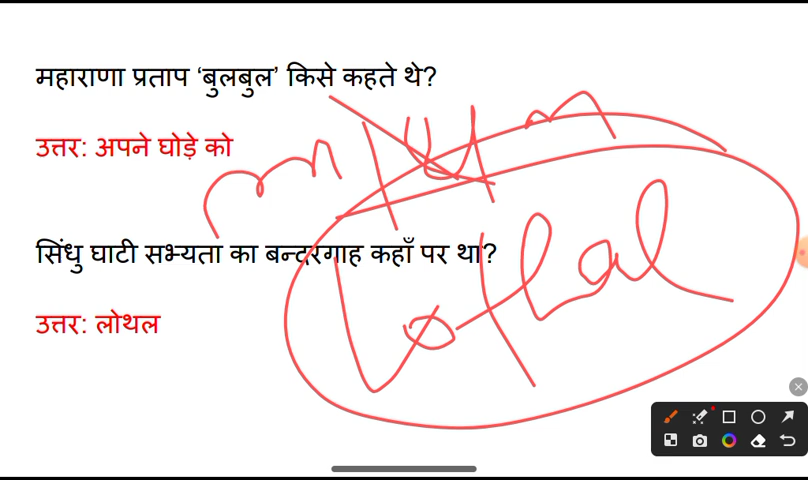 महाराणा प्रताप ‘बुलबुल’ किसे कहते थे?
उत्तर: अपने घोड़े को
सिंधु घाटी सभ्यता का बन्दरगाह कहाँ पर था?
उत्तर: लोथल
Lothal